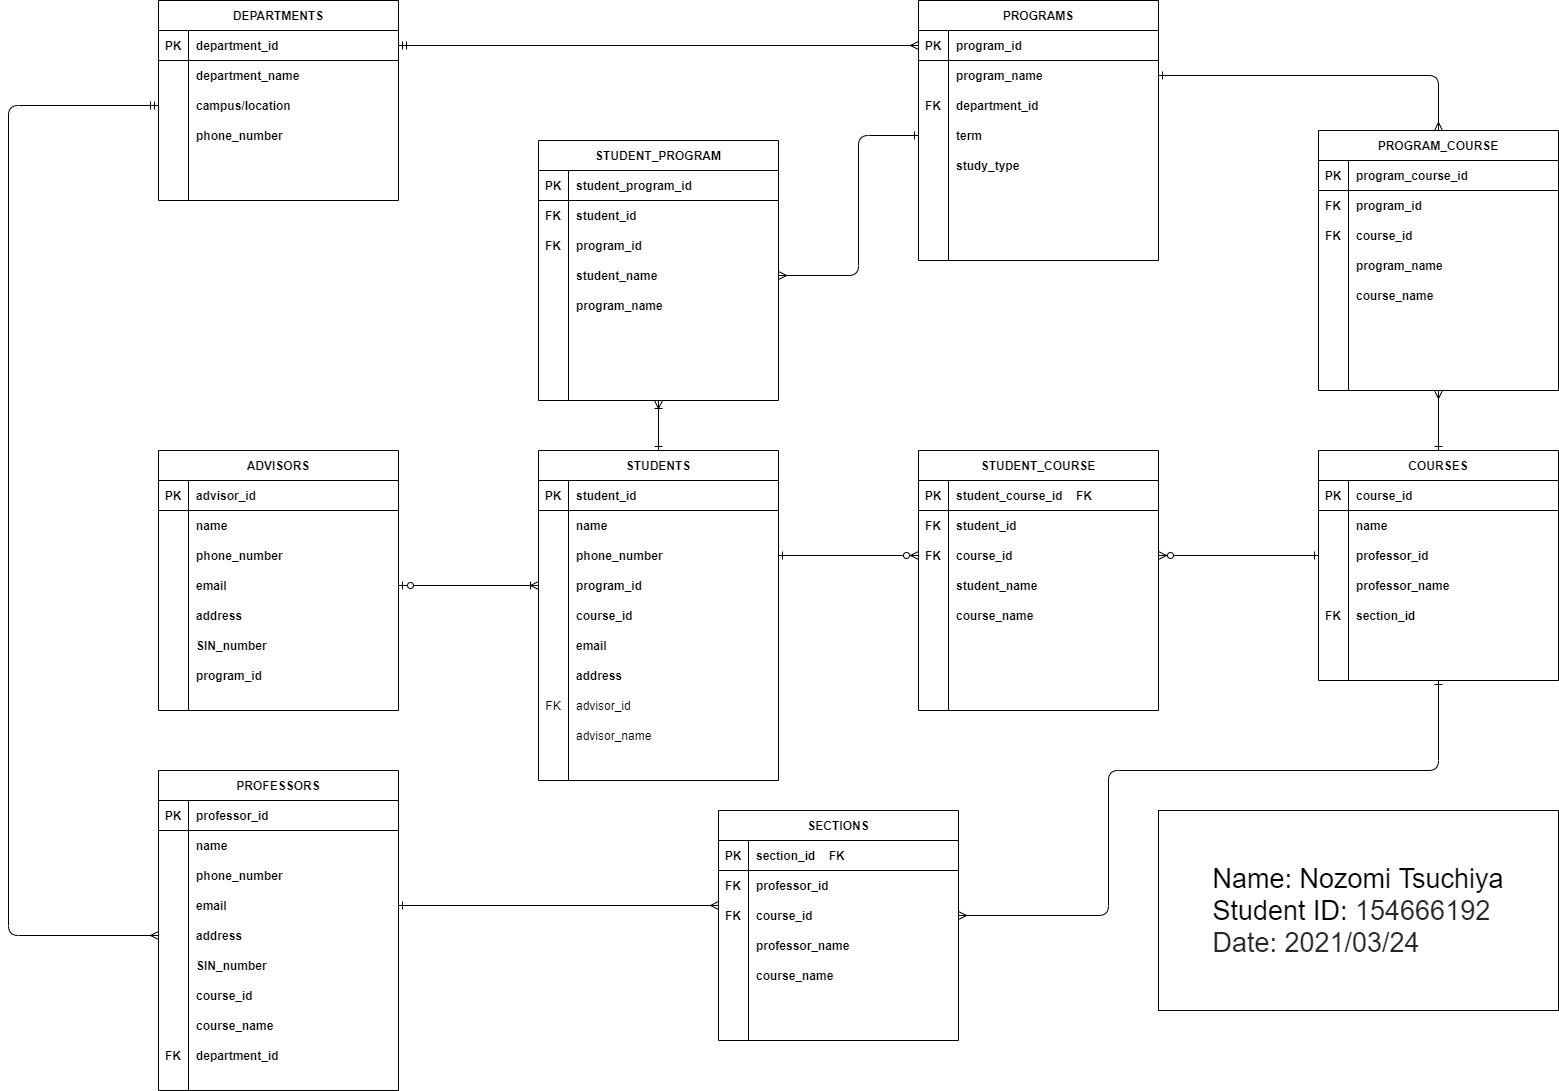 DEPARTMENTS
PK department_id
department_name
campus/location
phone_number
PROGRAMS
PK program_id
program_name
FK department_id
term
study_type
STUDENT_PROGRAM
PK student_program_id
FK student_id
FK program_id
student_name
program_name
PROGRAM_COURSE
PK program_course_id
FK program_id
FK course_id
program_name
course_name
ADVISORS
PK advisor_id
name
phone_number
email
address
SIN_number
program_id
STUDENTS
PK student_id
name
phone_number
program_id
course_id
email
address
FK advisor_id
advisor_name
STUDENT_COURSE
PK student_course_id FK
FK student_id
FK course_id
student_name
course_name
COURSES
PK course_id
name
professor_id
professor_name
FK section_id
PROFESSORS
PK professor_id
name
phone_number
email
address
SIN_number
course_id
course_name
FK department_id
SECTIONS
PK section_id FK
FK professor_id
FK course_id
professor_name
course_name
Name: Nozomi Tsuchiya
Student ID: 154666192
Date: 2021/03/24